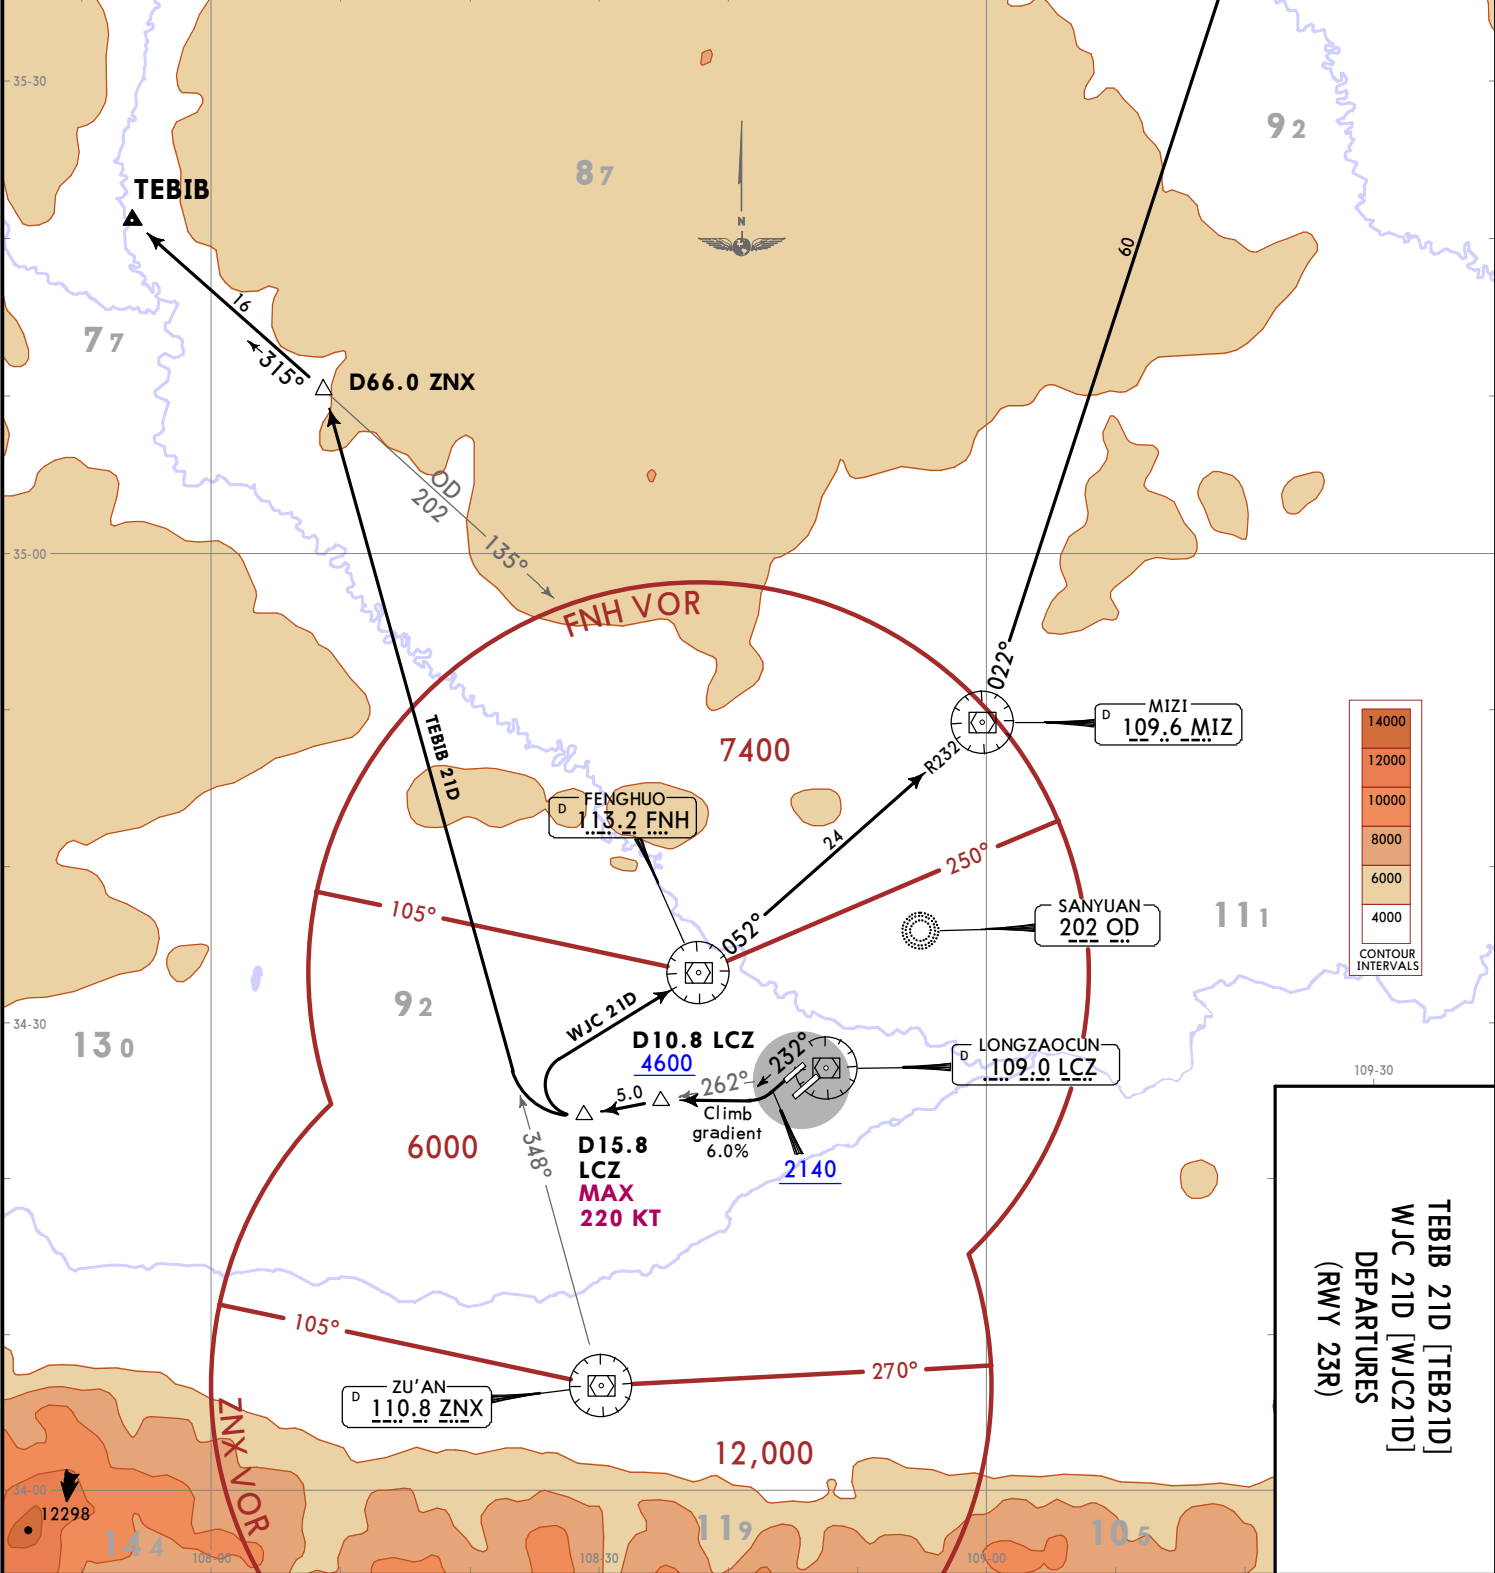 35-30
92
87
N
TEBIB
60
16
77
315°
D66.0 ZNX
OD
202
135°
35-00
FNH VOR
022°
MIZI
D
109.6 MIZ
14000
12000
10000
8000
6000
4000
CONTOUR
INTERVALS
TEBIB 21D
7400
R232
FENGHUO
D
113.2 FNH
24
250°
105°
052°
SANYUAN
202 OD
111
92
WJC 21D
34-30
130
D10.8 LCZ
4600
232°
LONGZAOCUN
D
109.0 LCZ
109-30
262°
5.0
Climb
gradient
6.0%
6000
348°
D15.8
LCZ
MAX
220 KT
2140
TEBIB 21D [TEB21D]
WJC 21D [WJC21D]
DEPARTURES
(RWY 23R)
105°
270°
ZU'AN
D
110.8 ZNX
ZNX VOR
12,000
34-00
12298
144
119
105
108-00
108-30
109-00